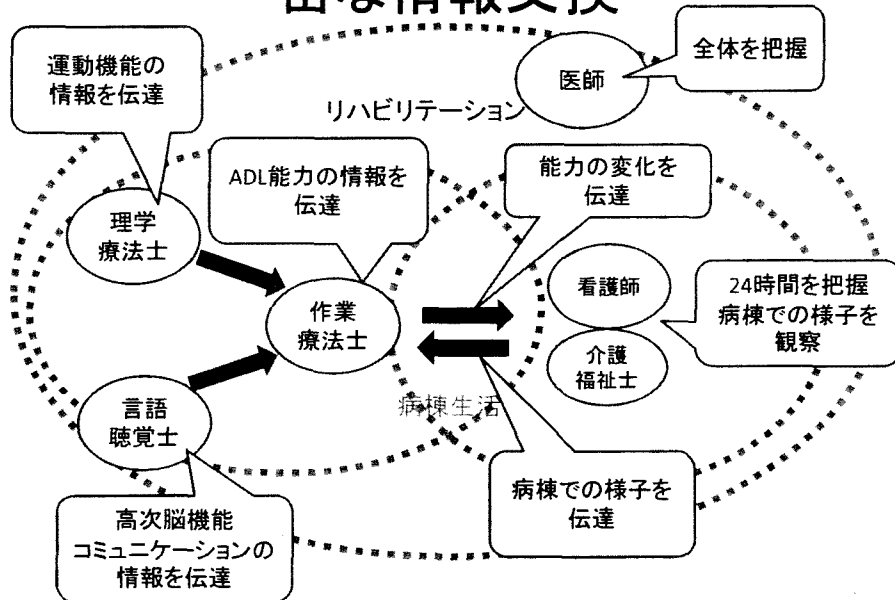 密な情報交換
運動機能の
情報を伝達
全体を把握
医師
リハビリテーション
ADL能力の情報を
伝達
能力の変化を
伝達
理学
療法士
看護師
24時間を把握
病棟での様子を
観察
作業
療法士
介護
福祉士
病棟生活
言語
聴覚士
病棟での様子を
伝達
高次脳機能
コミュニケーションの
情報を伝達